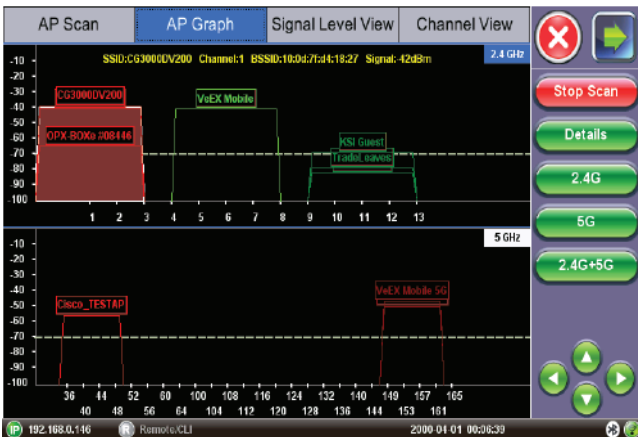 AP Scan AP Graph Signal Level View Channel View
SSID:CG3000DV200 Channel:1 BSSID:10:0d:7f:d4:18:27 Signal:-42dBm
2.4 GHz
-10
-20
-30
-40
-50
-60
-70
-80
-90
-100
CG3000DV200
VeEX Mobile
OPX-BOXe #08446
KSI Guest
TradeLeaves
1 2 3 4 5 6 7 8 9 10 11 12 13
5 GHz
-10
-20
-30
-40
-50
-60
-70
-80
-90
-100
VeEX Mobile 5G
Cisco_TESTAP
36 44 52 60 100 108 116 124 132 140 149 157 165
40 48 56 64 104 112 120 128 136 144 153 161
Stop Scan
Details
2.4G
5G
2.4G+5G
IP 192.168.0.146 R Remote/CLI 2000-04-01 00:06:39